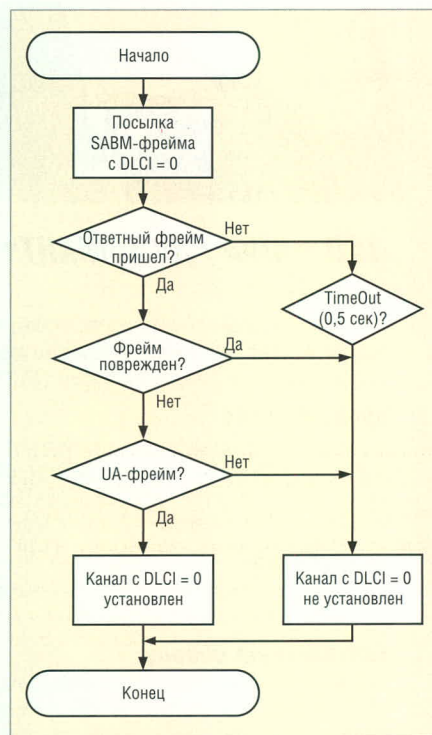 Начало
Посылка
SABM-фрейма
с DLCI = 0
Ответный фрейм
пришел?
Нет
Да
TimeOut
(0,5 сек)?
Фрейм
поврежден?
Да
Нет
UA-фрейм?
Нет
Да
Канал с DLCI = 0
установлен
Канал с DLCI = 0
не установлен
Конец